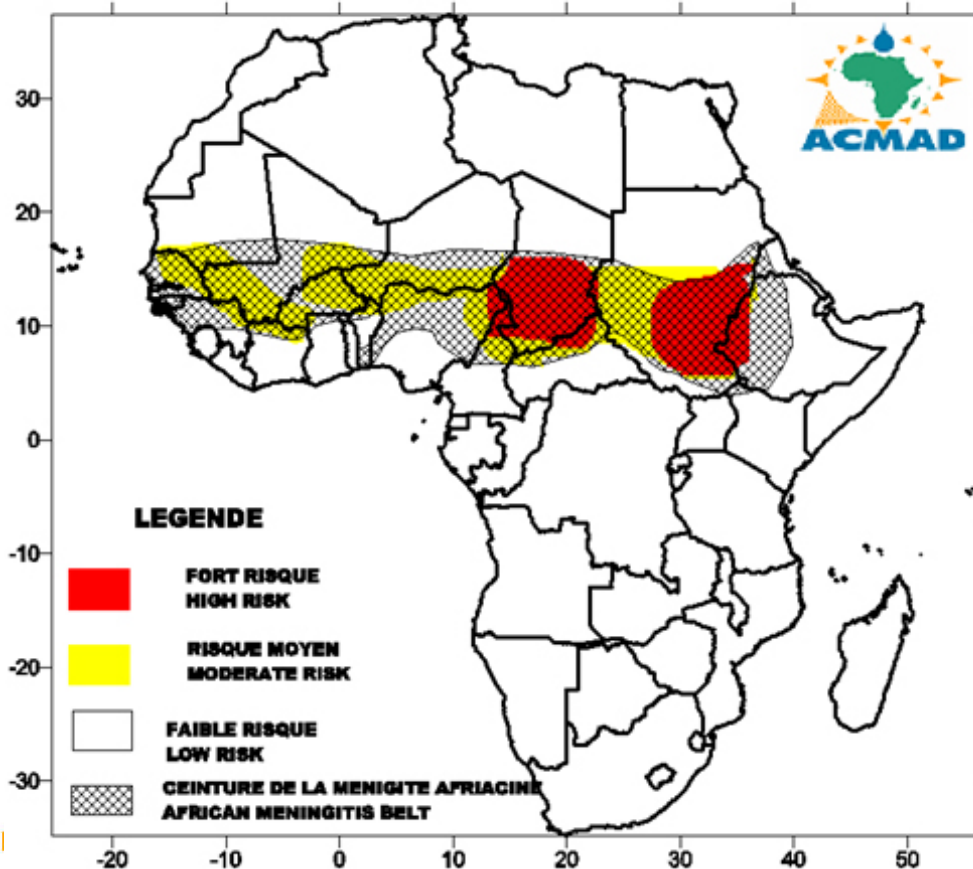 ACMAD
30
20
10
0
-10
-20
-30
LEGENDE
FORT RISQUE
HIGH RISK
RISQUE MOYEN
MODERATE RISK
FAIBLE RISQUE
LOW RISK
CEINTURE DE LA MENIGITE AFRIACINE
AFRICAN MENINGITIS BELT
-20
-10
0
10
20
30
40
50